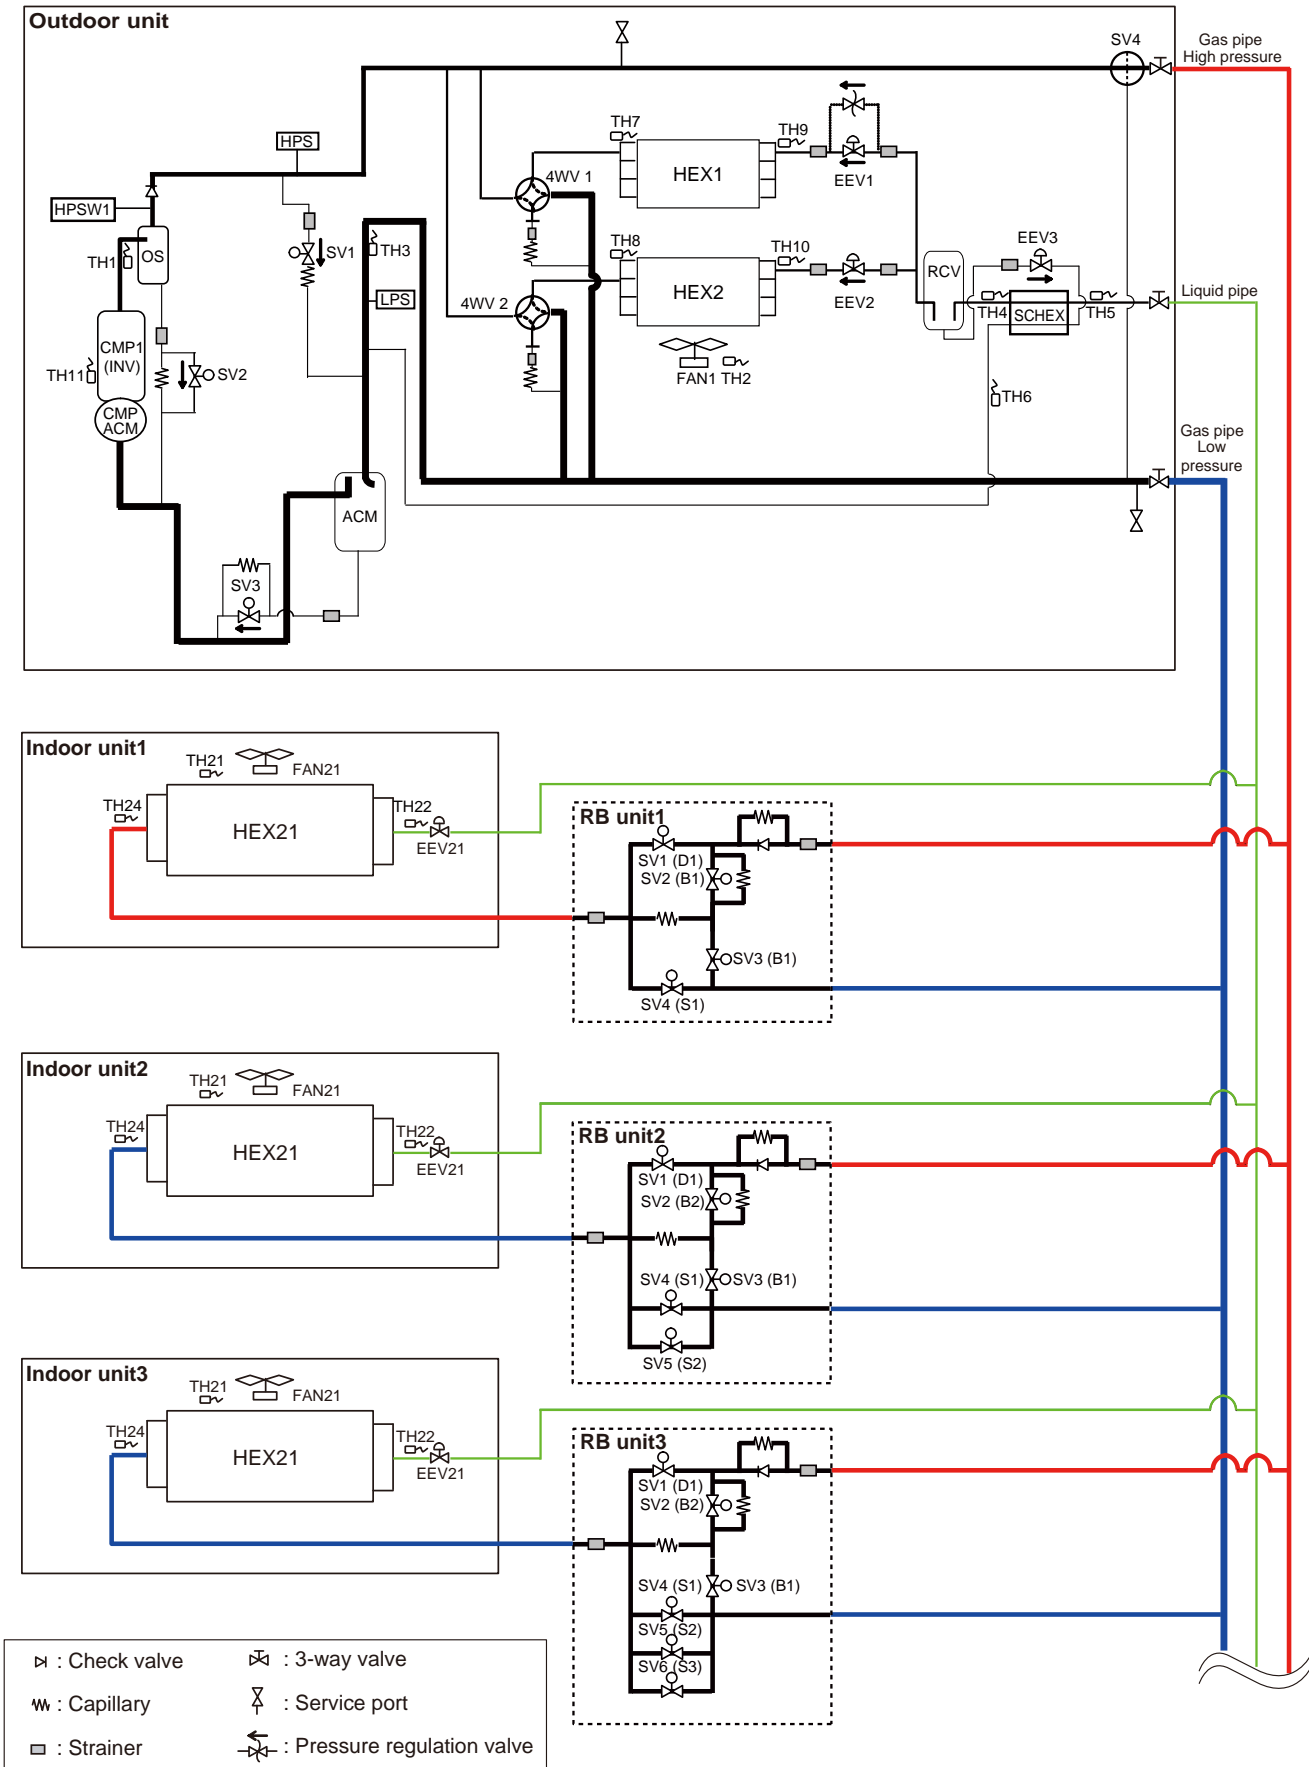 Outdoor unit
SV4
Gas pipe
High pressure
HPS
HPSW1
OS
TH1
SV1
TH3
LPS
CMP1
(INV)
TH11
CMP
ACM
SV2
ACM
SV3
4WV 1
4WV 2
TH7
HEX1
TH9
EEV1
TH8
HEX2
TH10
EEV2
FAN1
TH2
RCV
EEV3
TH4
SCHEX
TH5
TH6
Liquid pipe
Gas pipe
Low
pressure
Indoor unit1
TH21
FAN21
TH24
HEX21
TH22
EEV21
RB unit1
SV1 (D1)
SV2 (B1)
SV3 (B1)
SV4 (S1)
Indoor unit2
TH21
FAN21
TH24
HEX21
TH22
EEV21
RB unit2
SV1 (D1)
SV2 (B2)
SV4 (S1)
SV3 (B1)
SV5 (S2)
Indoor unit3
TH21
FAN21
TH24
HEX21
TH22
EEV21
RB unit3
SV1 (D1)
SV2 (B2)
SV4 (S1)
SV3 (B1)
SV5 (S2)
SV6 (S3)
: Check valve
: 3-way valve
: Capillary
: Service port
: Strainer
: Pressure regulation valve